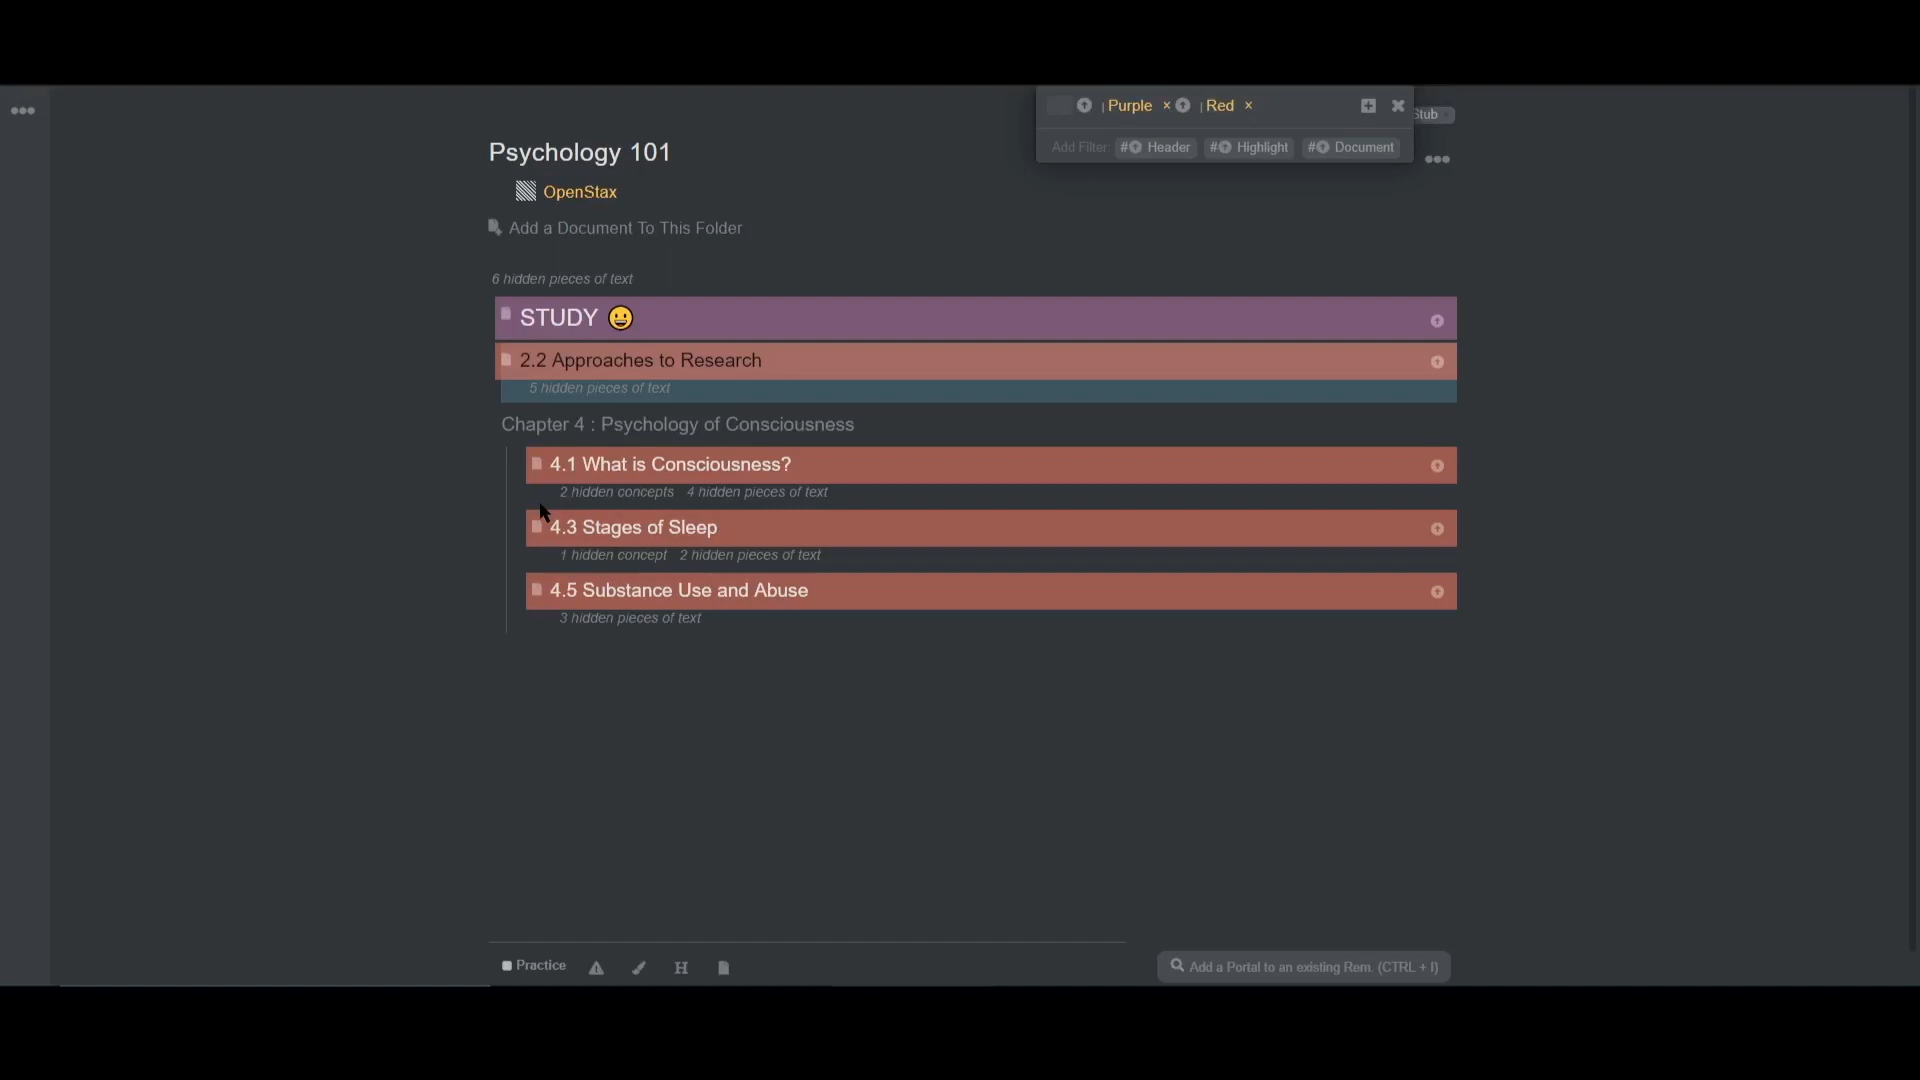 | Purple × | Red ×
Stub
Add Filter: # Header # Highlight # Document
Psychology 101
OpenStax
Add a Document To This Folder
6 hidden pieces of text
STUDY 😀
2.2 Approaches to Research
5 hidden pieces of text
Chapter 4 : Psychology of Consciousness
4.1 What is Consciousness?
2 hidden concepts 4 hidden pieces of text
4.3 Stages of Sleep
1 hidden concept 2 hidden pieces of text
4.5 Substance Use and Abuse
3 hidden pieces of text
Practice H
Add a Portal to an existing Rem. (CTRL + I)